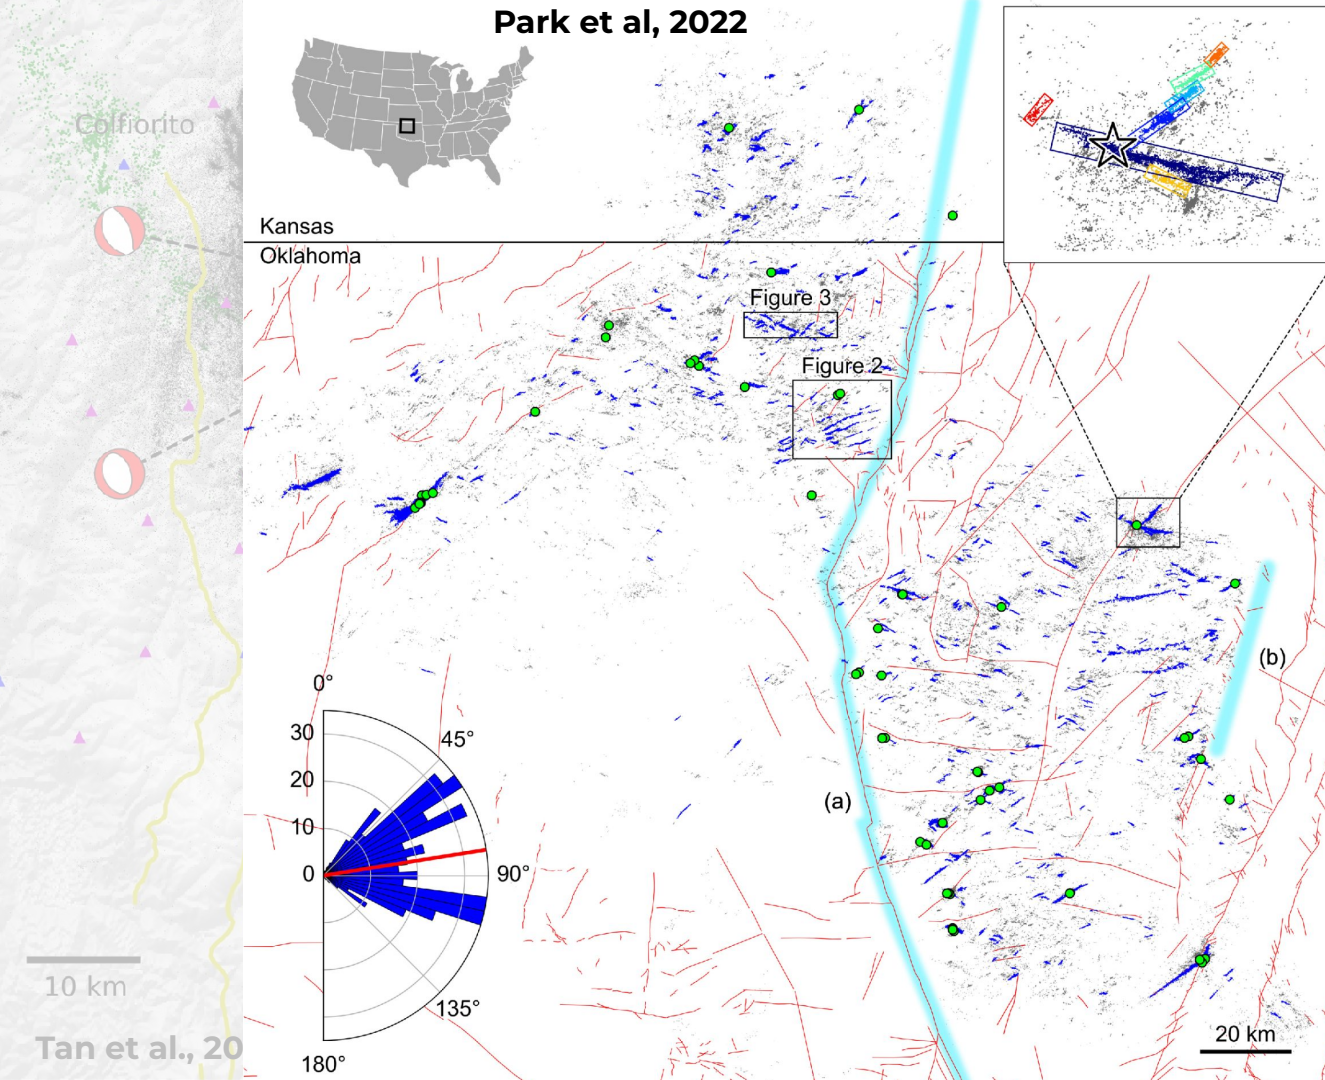 Park et al, 2022
Colfiorito
Kansas
Oklahoma
Figure 3
Figure 2
(b)
(a)
0°
45°
90°
135°
180°
30
20
10
0
10 km
20 km
Tan et al., 20